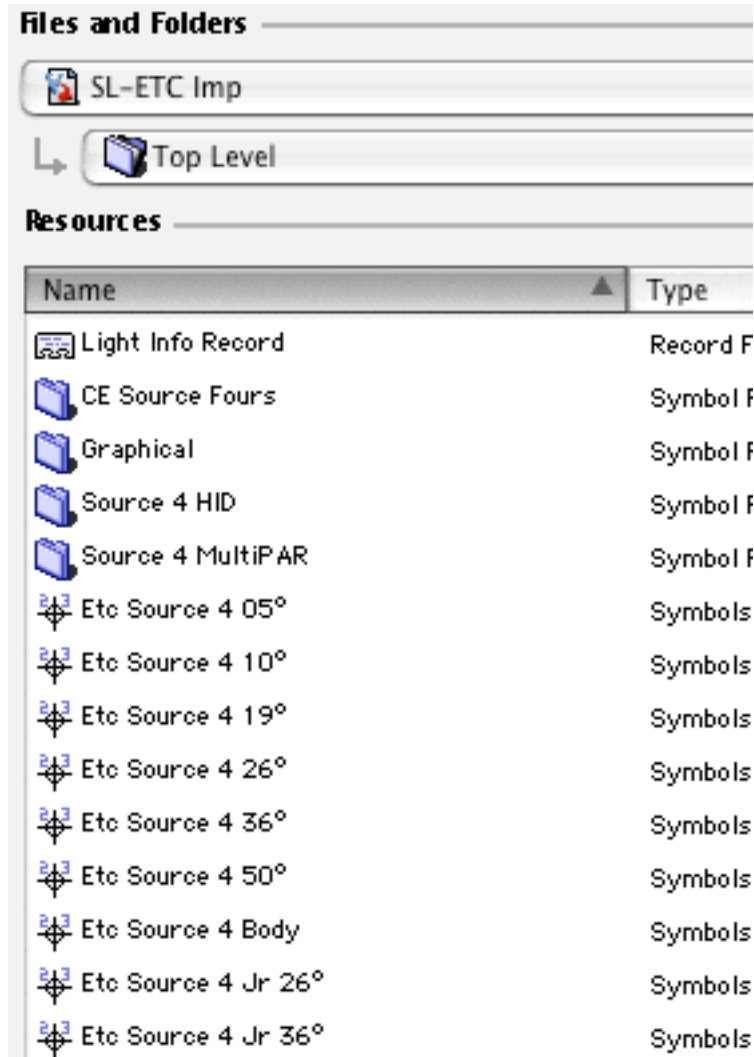 Files and Folders
SL-ETC Imp
Top Level
Resources
Name Type
Light Info Record Record F
CE Source Fours Symbol F
Graphical Symbol F
Source 4 HID Symbol F
Source 4 MultiPAR Symbol F
Etc Source 4 05° Symbols
Etc Source 4 10° Symbols
Etc Source 4 19° Symbols
Etc Source 4 26° Symbols
Etc Source 4 36° Symbols
Etc Source 4 50° Symbols
Etc Source 4 Body Symbols
Etc Source 4 Jr 26° Symbols
Etc Source 4 Jr 36° Symbols